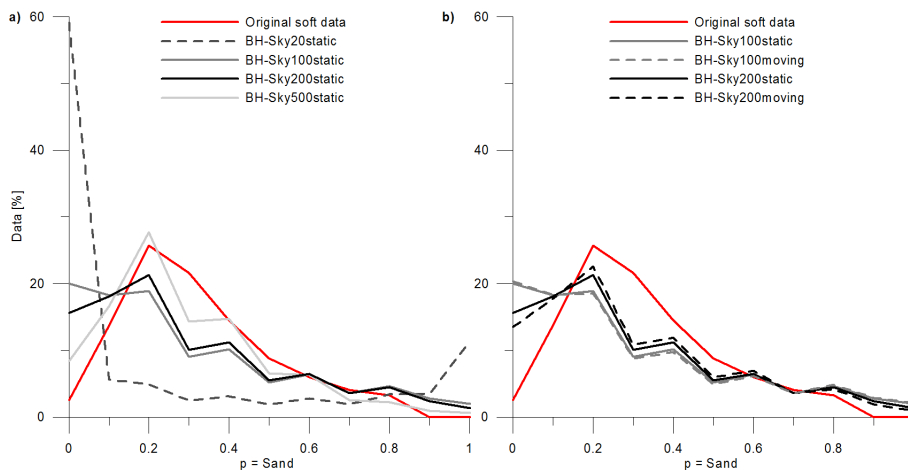 a)
60
40
20
0
Data [%]
Original soft data
BH-Sky20static
BH-Sky100static
BH-Sky200static
BH-Sky500static
0 0.2 0.4 0.6 0.8 1
p = Sand
b)
60
40
20
0
Original soft data
BH-Sky100static
BH-Sky100moving
BH-Sky200static
BH-Sky200moving
0 0.2 0.4 0.6 0.8
p = Sand